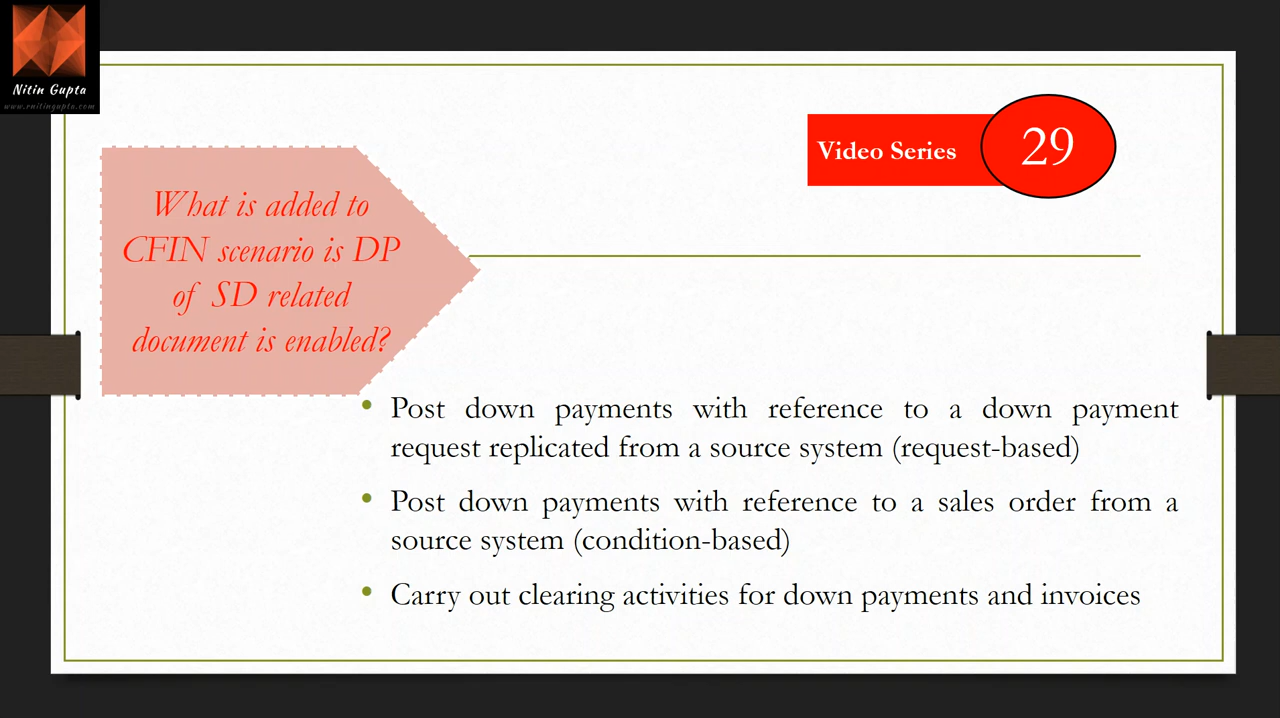 Nitin Gupta
www.rnitingupta.com
Video Series 29
What is added to
CFIN scenario is DP
of SD related
document is enabled?
• Post down payments with reference to a down payment
request replicated from a source system (request-based)
• Post down payments with reference to a sales order from a
source system (condition-based)
• Carry out clearing activities for down payments and invoices